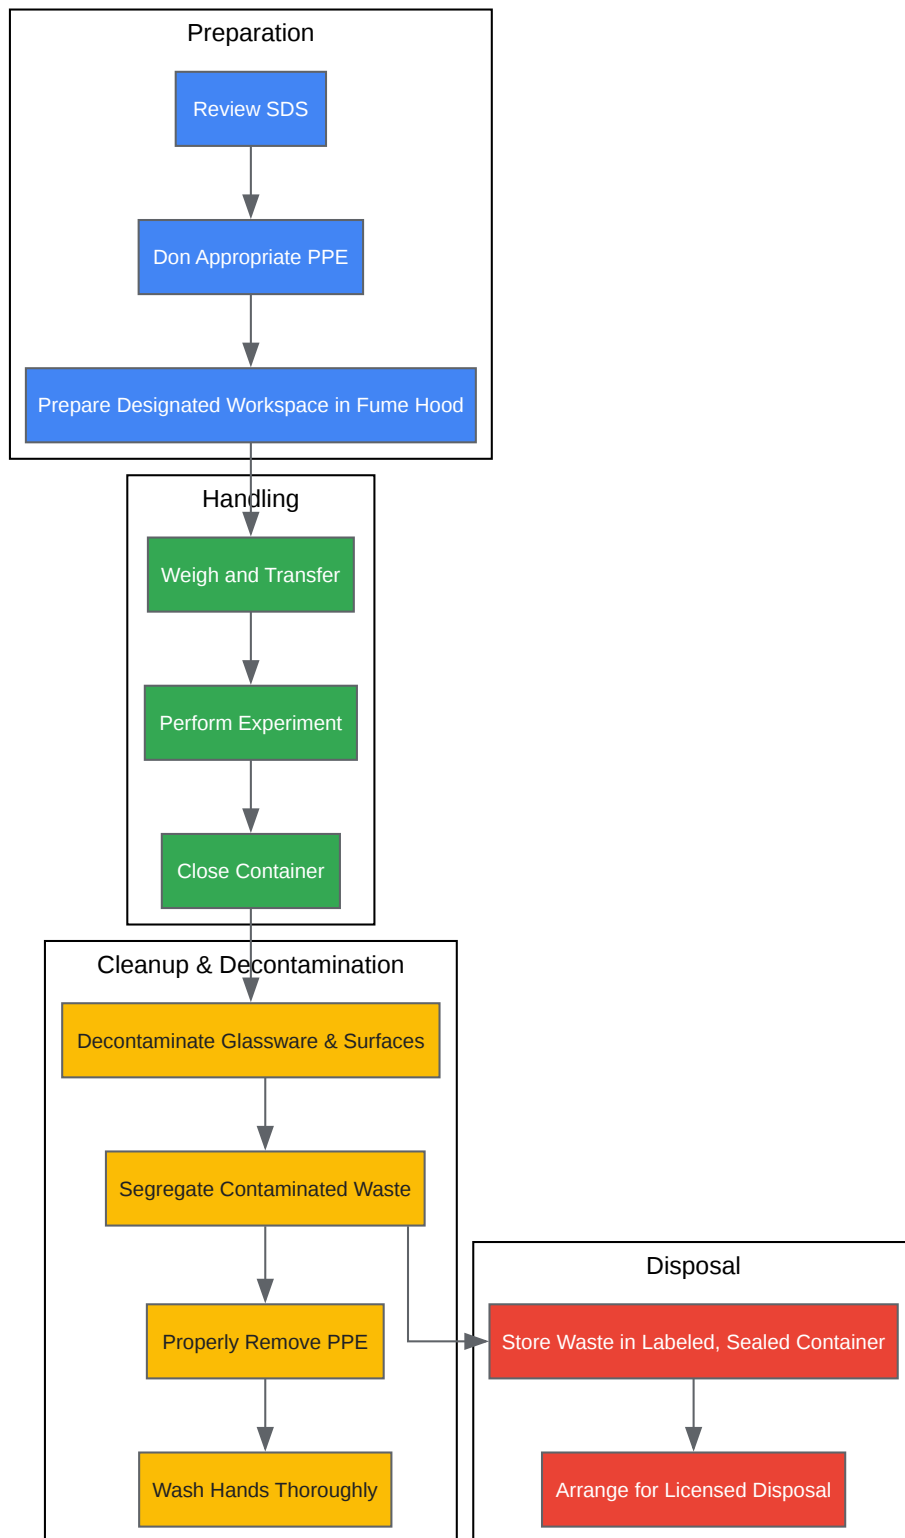 Preparation
Review SDS
Don Appropriate PPE
Prepare Designated Workspace in Fume Hood
Handling
Weigh and Transfer
Perform Experiment
Close Container
Cleanup & Decontamination
Decontaminate Glassware & Surfaces
Segregate Contaminated Waste
Properly Remove PPE
Wash Hands Thoroughly
Disposal
Store Waste in Labeled, Sealed Container
Arrange for Licensed Disposal